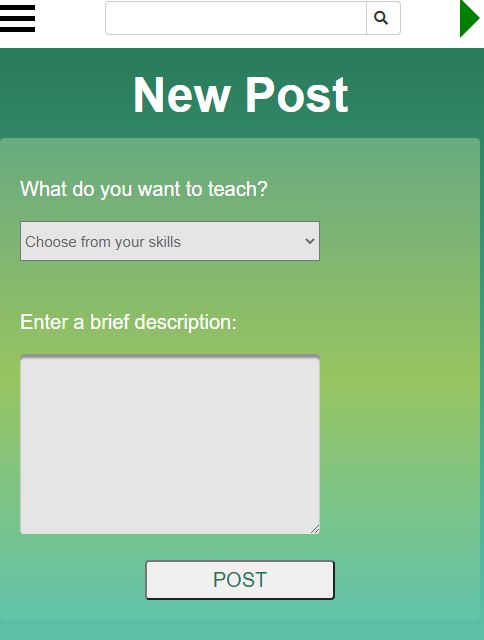 New Post
What do you want to teach?
Choose from your skills
Enter a brief description:
POST